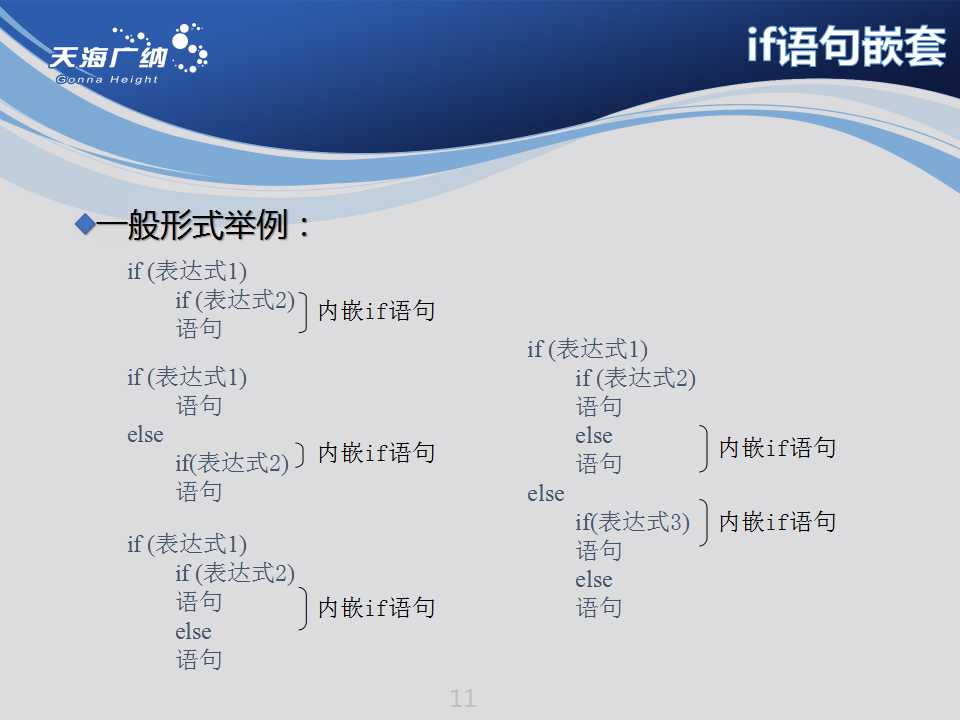 天海广纳
Gonna Height
if语句嵌套
一般形式举例：
if (表达式1)
if (表达式2)
语句
内嵌if语句
if (表达式1)
语句
else
if(表达式2)
语句
内嵌if语句
if (表达式1)
if (表达式2)
语句
else
语句
内嵌if语句
if (表达式1)
if (表达式2)
语句
else
语句
内嵌if语句
else
if(表达式3)
语句
else
语句
内嵌if语句
11